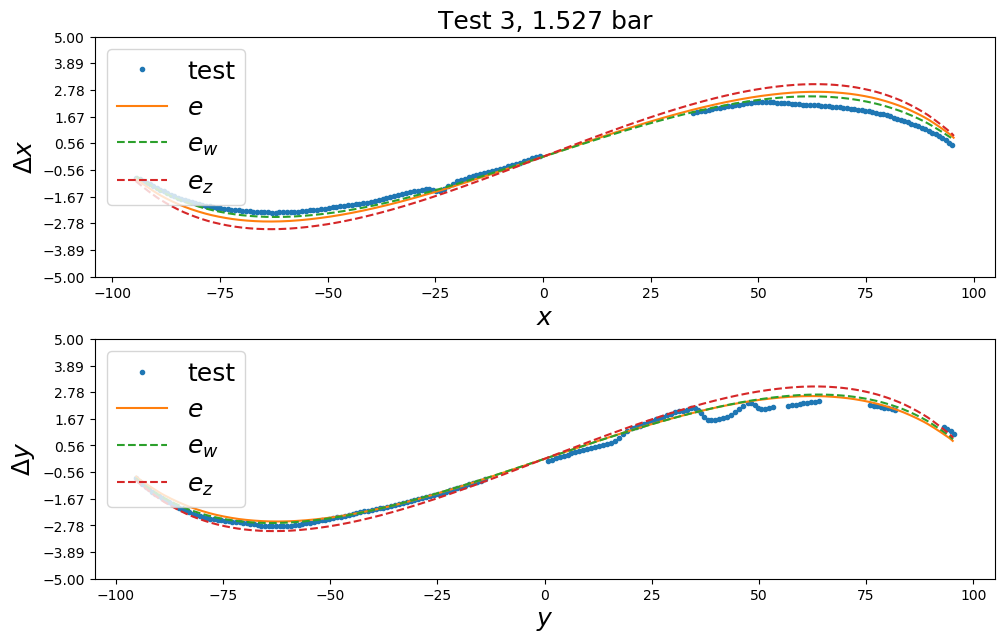 Test 3, 1.527 bar
5.00
3.89
2.78
1.67
0.56
−0.56
−1.67
−2.78
−3.89
−5.00
Δx
test
e
e_w
e_z
−100 −75 −50 −25 0 25 50 75 100
x
5.00
3.89
2.78
1.67
0.56
−0.56
−1.67
−2.78
−3.89
−5.00
Δy
test
e
e_w
e_z
−100 −75 −50 −25 0 25 50 75 100
y